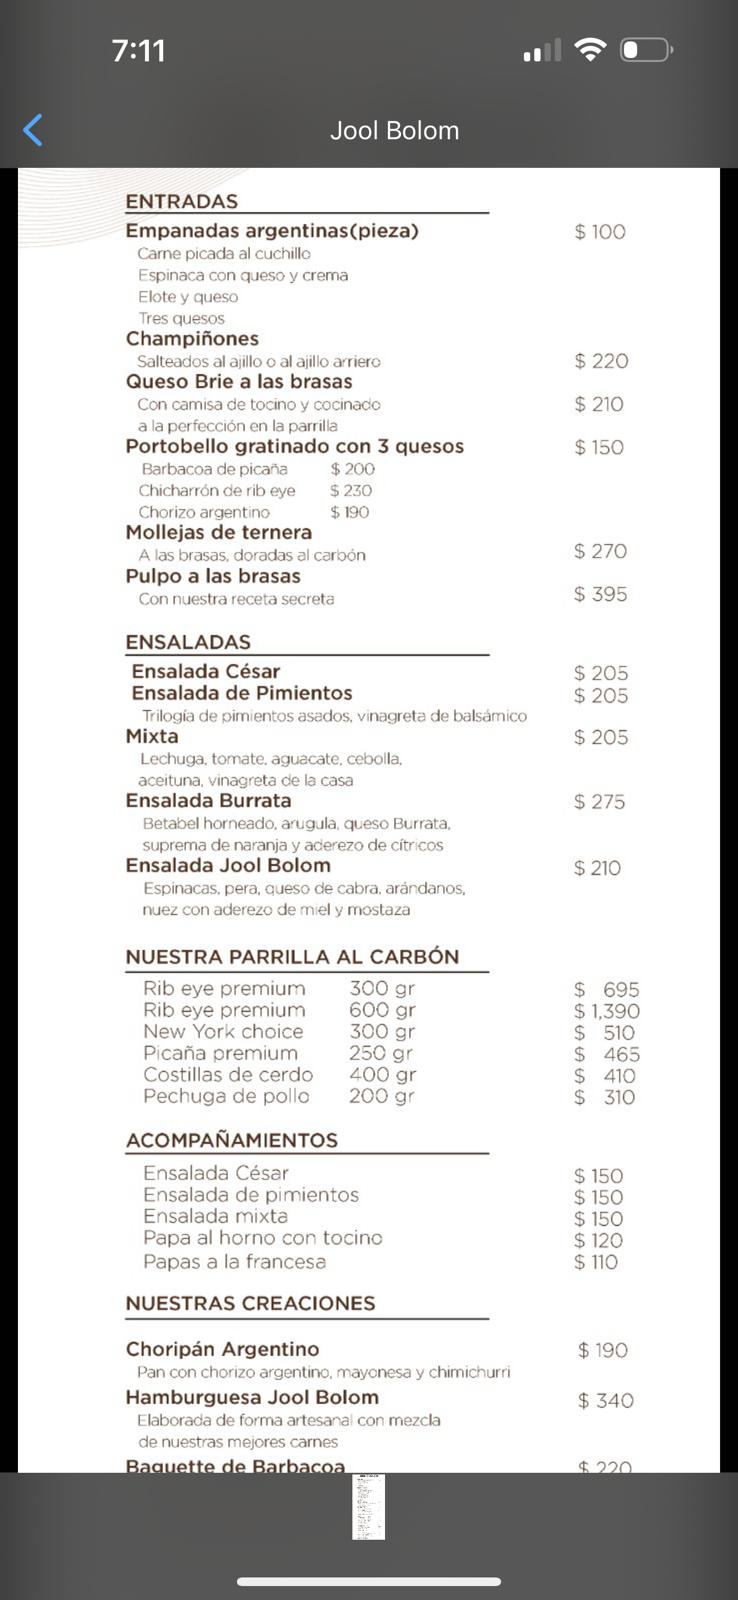 7:11
Jool Bolom
ENTRADAS
Empanadas argentinas(pieza) $ 100
Carne picada al cuchillo
Espinaca con queso y crema
Elote y queso
Tres quesos
Champiñones
Salteados al ajillo o al ajillo arriero $ 220
Queso Brie a las brasas
Con camisa de tocino y cocinado $ 210
a la perfección en la parrilla
Portobello gratinado con 3 quesos $ 150
Barbacoa de picaña $ 200
Chicharrón de rib eye $ 230
Chorizo argentino $ 190
Mollejas de ternera
A las brasas, doradas al carbón $ 270
Pulpo a las brasas
Con nuestra receta secreta $ 395
ENSALADAS
Ensalada César $ 205
Ensalada de Pimientos $ 205
Trilogía de pimientos asados, vinagreta de balsámico
Mixta $ 205
Lechuga, tomate, aguacate, cebolla,
aceituna, vinagreta de la casa
Ensalada Burrata $ 275
Betabel horneado, arugula, queso Burrata,
suprema de naranja y aderezo de cítricos
Ensalada Jool Bolom $ 210
Espinacas, pera, queso de cabra, arándanos,
nuez con aderezo de miel y mostaza
NUESTRA PARRILLA AL CARBÓN
Rib eye premium 300 gr $ 695
Rib eye premium 600 gr $ 1,390
New York choice 300 gr $ 510
Picaña premium 250 gr $ 465
Costillas de cerdo 400 gr $ 410
Pechuga de pollo 200 gr $ 310
ACOMPAÑAMIENTOS
Ensalada César $ 150
Ensalada de pimientos $ 150
Ensalada mixta $ 150
Papa al horno con tocino $ 120
Papas a la francesa $ 110
NUESTRAS CREACIONES
Choripán Argentino $ 190
Pan con chorizo argentino, mayonesa y chimichurri
Hamburguesa Jool Bolom $ 340
Elaborada de forma artesanal con mezcla
de nuestras mejores carnes
Baguette de Barbacoa $ 220